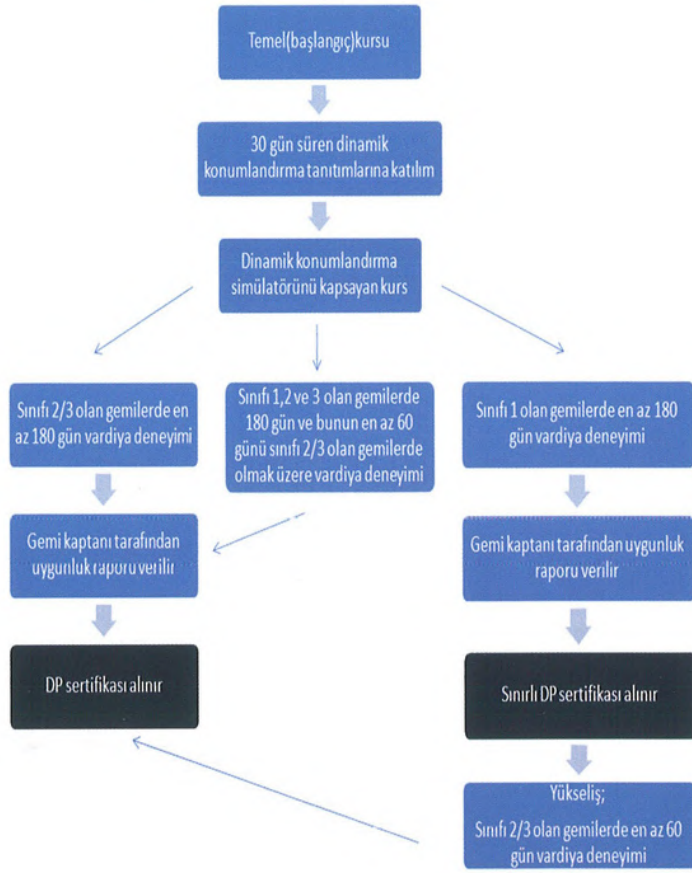 Temel(başlangıç)kursu
30 gün süren dinamik
konumlandırma tanıtımlarına katılım
Dinamik konumlandırma
simülatörünü kapsayan kurs
Sınıfı 2/3 olan gemilerde en
az 180 gün vardiya deneyimi
Sınıfı 1,2 ve 3 olan gemilerde
180 gün ve bunun en az 60
günü sınıfı 2/3 olan gemilerde
olmak üzere vardiya deneyimi
Sınıfı 1 olan gemilerde en az 180
gün vardiya deneyimi
Gemi kaptanı tarafından
uygunluk raporu verilir
Gemi kaptanı tarafından uygunluk
raporu verilir
DP sertifikası alınır
Sınırlı DP sertifikası alınır
Yükseliş;
Sınıfı 2/3 olan gemilerde en az 60
gün vardiya deneyimi